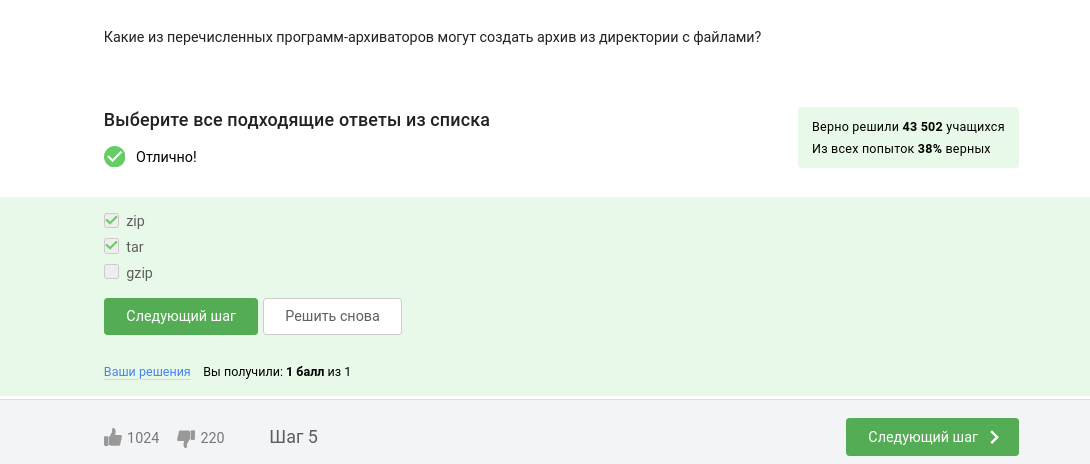 Какие из перечисленных программ-архиваторов могут создать архив из директории с файлами?
Выберите все подходящие ответы из списка
Отлично!
Верно решили 43 502 учащихся
Из всех попыток 38% верных
zip
tar
gzip
Следующий шаг
Решить снова
Ваши решения Вы получили: 1 балл из 1
1024 220 Шаг 5
Следующий шаг